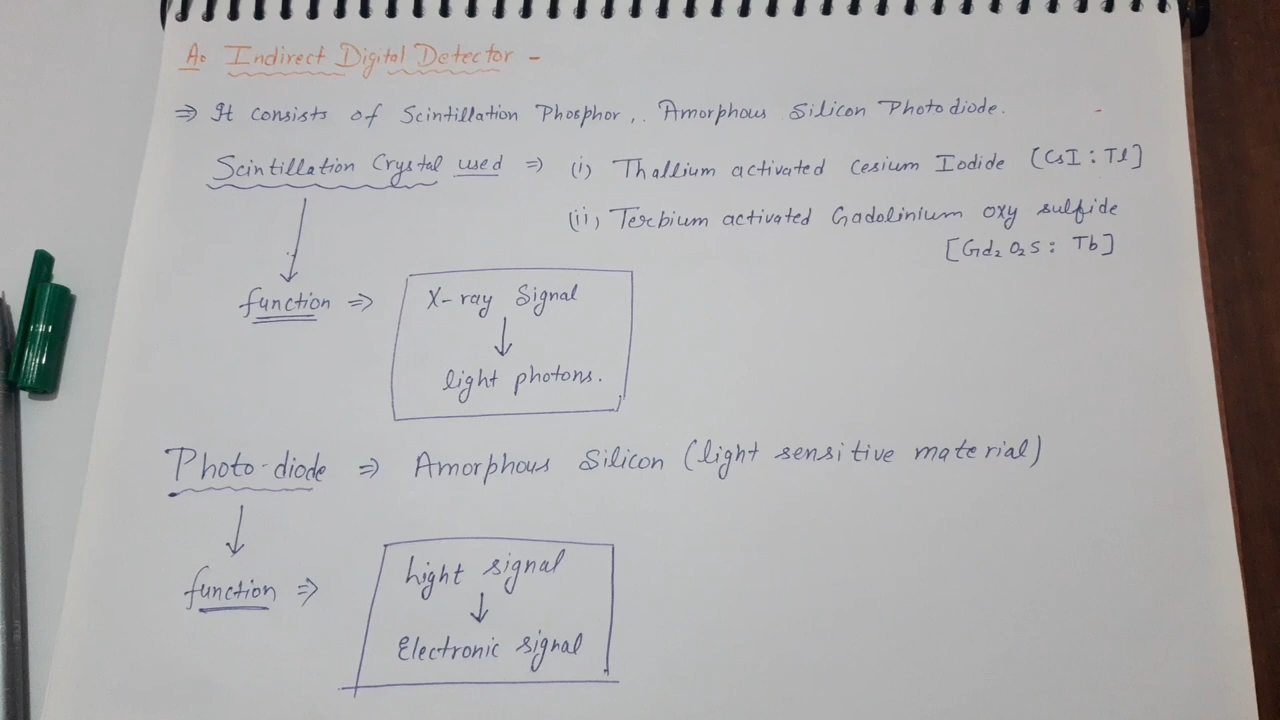 A. Indirect Digital Detector -
⇒ It consists of Scintillation Phosphor, . Amorphous Silicon Photodiode.
Scintillation Crystal used ⇒ (i) Thallium activated Cesium Iodide [CsI : Tl]
(ii) Terbium activated Gadolinium oxy sulfide
[Gd₂ O₂ S : Tb]
function ⇒ X-ray Signal
↓
light photons.
Photo-diode ⇒ Amorphous Silicon (light sensitive material)
function ⇒ Light signal
↓
Electronic signal